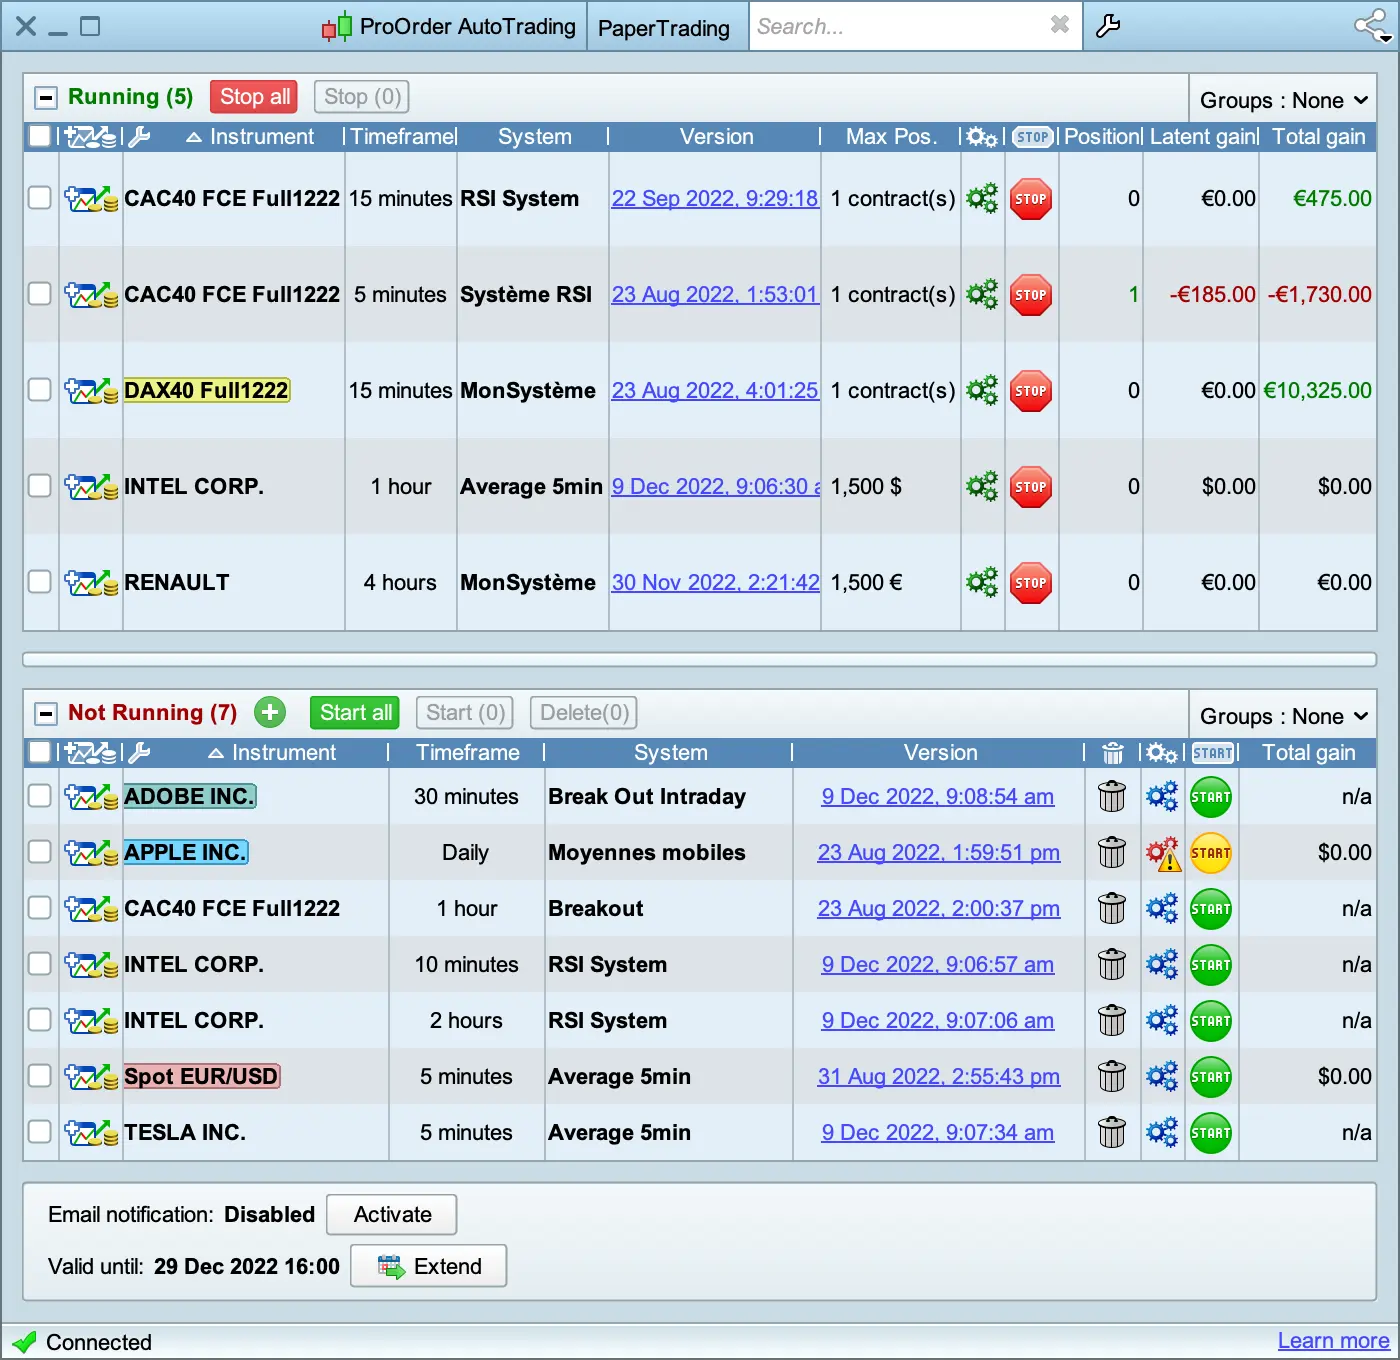 ProOrder AutoTrading PaperTrading Search...
Running (5) Stop all Stop (0) Groups : None
Instrument Timeframe System Version Max Pos. STOP Position Latent gain Total gain
CAC40 FCE Full1222 15 minutes RSI System 22 Sep 2022, 9:29:18 1 contract(s) STOP 0 €0.00 €475.00
CAC40 FCE Full1222 5 minutes Système RSI 23 Aug 2022, 1:53:01 1 contract(s) STOP 1 -€185.00 -€1,730.00
DAX40 Full1222 15 minutes MonSystème 23 Aug 2022, 4:01:25 1 contract(s) STOP 0 €0.00 €10,325.00
INTEL CORP. 1 hour Average 5min 9 Dec 2022, 9:06:30 1,500 $ STOP 0 $0.00 $0.00
RENAULT 4 hours MonSystème 30 Nov 2022, 2:21:42 1,500 € STOP 0 €0.00 €0.00
Not Running (7) Start all Start (0) Delete(0) Groups : None
Instrument Timeframe System Version START Total gain
ADOBE INC. 30 minutes Break Out Intraday 9 Dec 2022, 9:08:54 am START n/a
APPLE INC. Daily Moyennes mobiles 23 Aug 2022, 1:59:51 pm START $0.00
CAC40 FCE Full1222 1 hour Breakout 23 Aug 2022, 2:00:37 pm START n/a
INTEL CORP. 10 minutes RSI System 9 Dec 2022, 9:06:57 am START n/a
INTEL CORP. 2 hours RSI System 9 Dec 2022, 9:07:06 am START n/a
Spot EUR/USD 5 minutes Average 5min 31 Aug 2022, 2:55:43 pm START $0.00
TESLA INC. 5 minutes Average 5min 9 Dec 2022, 9:07:34 am START n/a
Email notification: Disabled Activate
Valid until: 29 Dec 2022 16:00 Extend
Connected Learn more